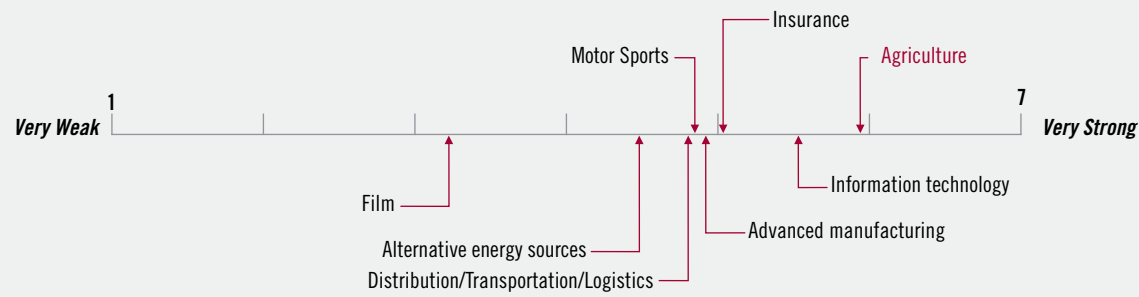 Insurance
Motor Sports
Agriculture
1
7
Very Weak
Very Strong
Information technology
Film
Advanced manufacturing
Alternative energy sources
Distribution/Transportation/Logistics